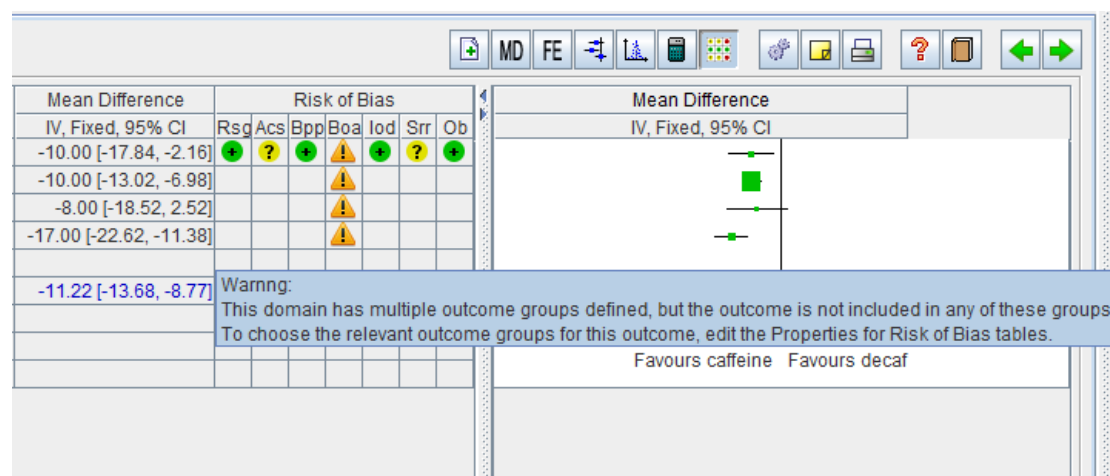 MD FE ?
Mean Difference Risk of Bias Mean Difference
IV, Fixed, 95% CI Rsg Acs Bpp Boa Iod Srr Ob IV, Fixed, 95% CI
-10.00 [-17.84, -2.16] + ? + ! + ? +
-10.00 [-13.02, -6.98] !
-8.00 [-18.52, 2.52] !
-17.00 [-22.62, -11.38] !
-11.22 [-13.68, -8.77]
Warnng:
This domain has multiple outcome groups defined, but the outcome is not included in any of these groups
To choose the relevant outcome groups for this outcome, edit the Properties for Risk of Bias tables.
Favours caffeine Favours decaf